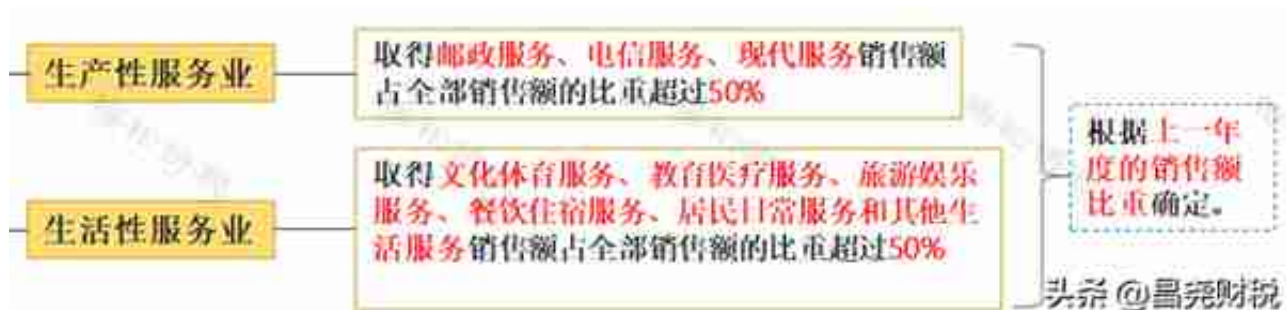 生产性服务业
取得邮政服务、电信服务、现代服务销售额
占全部销售额的比重超过50%
生活性服务业
取得文化体育服务、教育医疗服务、旅游娱乐
服务、餐饮住宿服务、居民日常服务和其他生
活服务销售额占全部销售额的比重超过50%
根据上一年
度的销售额
比重确定。
头条 @昌尧财税